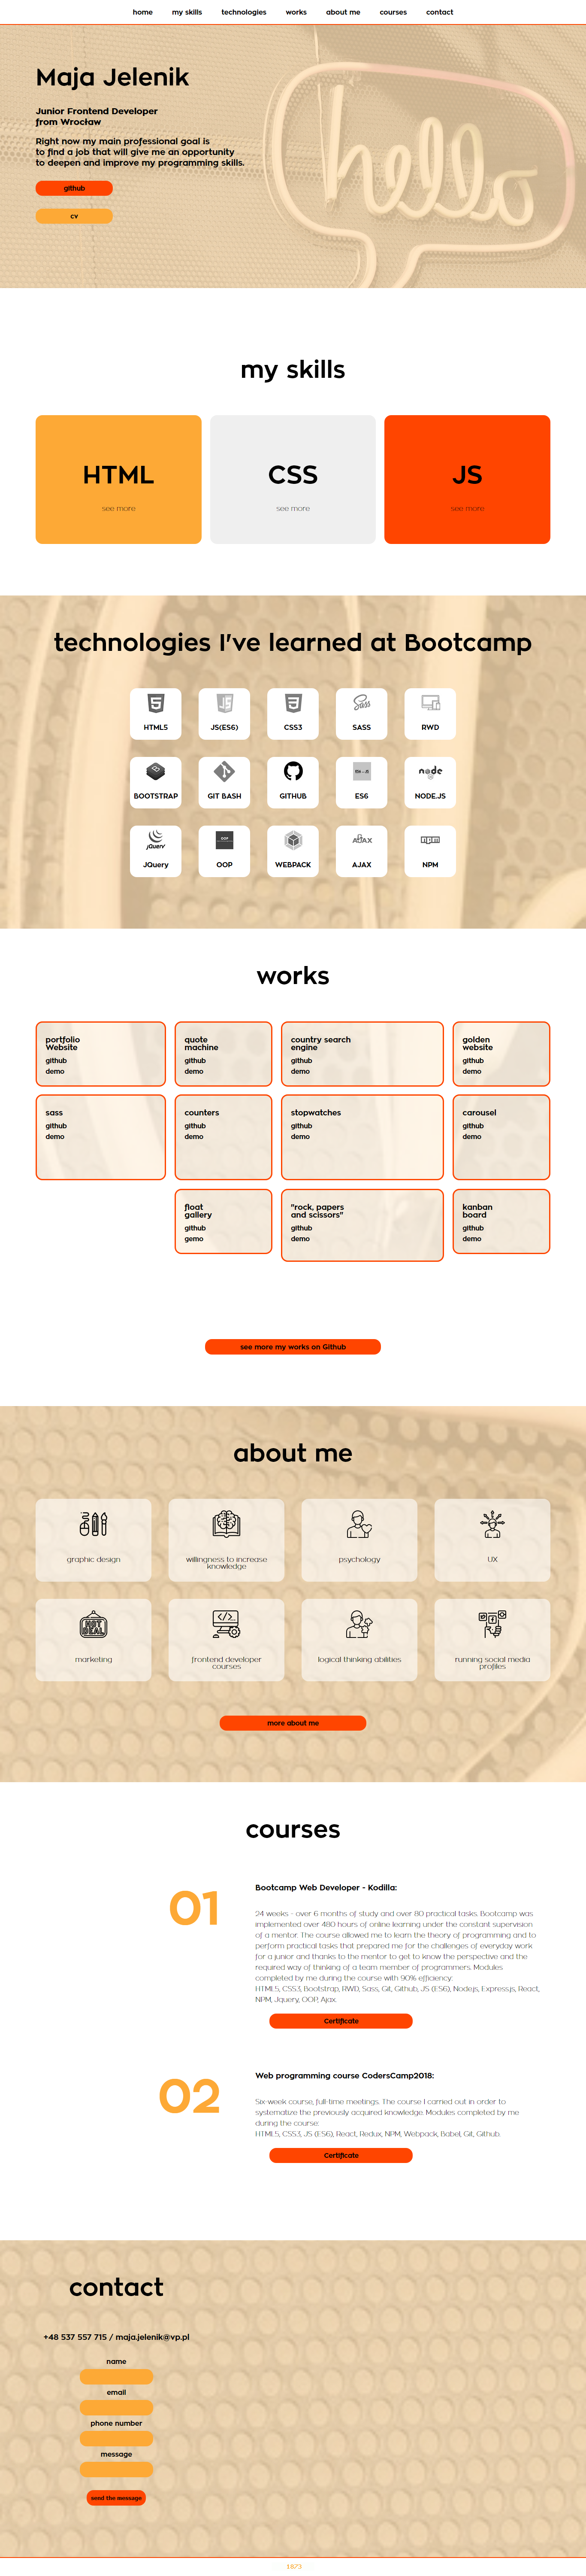 home my skills technologies works about me courses contact
Maja Jelenik
Junior Frontend Developer
from Wrocław
Right now my main professional goal is
to find a job that will give me an opportunity
to deepen and improve my programming skills.
github
cv
hello
my skills
HTML CSS JS
see more see more see more
technologies I've learned at Bootcamp
HTML5 JS(ES6) CSS3 SASS RWD
BOOTSTRAP GIT BASH GITHUB ES6 NODE.JS
JQuery OOP WEBPACK AJAX NPM
works
portfolio
Website
github
demo
quote
machine
github
demo
country search
engine
github
demo
golden
website
github
demo
sass
github
demo
counters
github
demo
stopwatches
github
demo
carousel
github
demo
float
gallery
github
gemo
"rock, papers
and scissors"
github
demo
kanban
board
github
demo
see more my works on Github
about me
graphic design
willingness to increase
knowledge
psychology
UX
HOT
DEAL
marketing
frontend developer
courses
logical thinking abilities
running social media
profiles
more about me
courses
01
Bootcamp Web Developer - Kodilla:
24 weeks - over 6 months of study and over 80 practical tasks. Bootcamp was
implemented over 480 hours of online learning under the constant supervision
of a mentor. The course allowed me to learn the theory of programming and to
perform practical tasks that prepared me for the challenges of everyday work
for a junior and thanks to the mentor to get to know the perspective and the
required way of thinking of a team member of programmers. Modules
completed by me during the course with 90% efficiency:
HTML5, CSS3, Bootstrap, RWD, Sass, Git, Github, JS (ES6), Nodejs, Expressjs, React,
NPM, Jquery, OOP, Ajax.
Certificate
02
Web programming course CodersCamp2018:
Six-week course, full-time meetings. The course I carried out in order to
systematize the previously acquired knowledge. Modules completed by me
during the course:
HTML5, CSS3, JS (ES6), React, Redux, NPM, Webpack, Babel, Git, Github.
Certificate
contact
+48 537 557 715 / maja.jelenik@vp.pl
name
email
phone number
message
send the message
1673